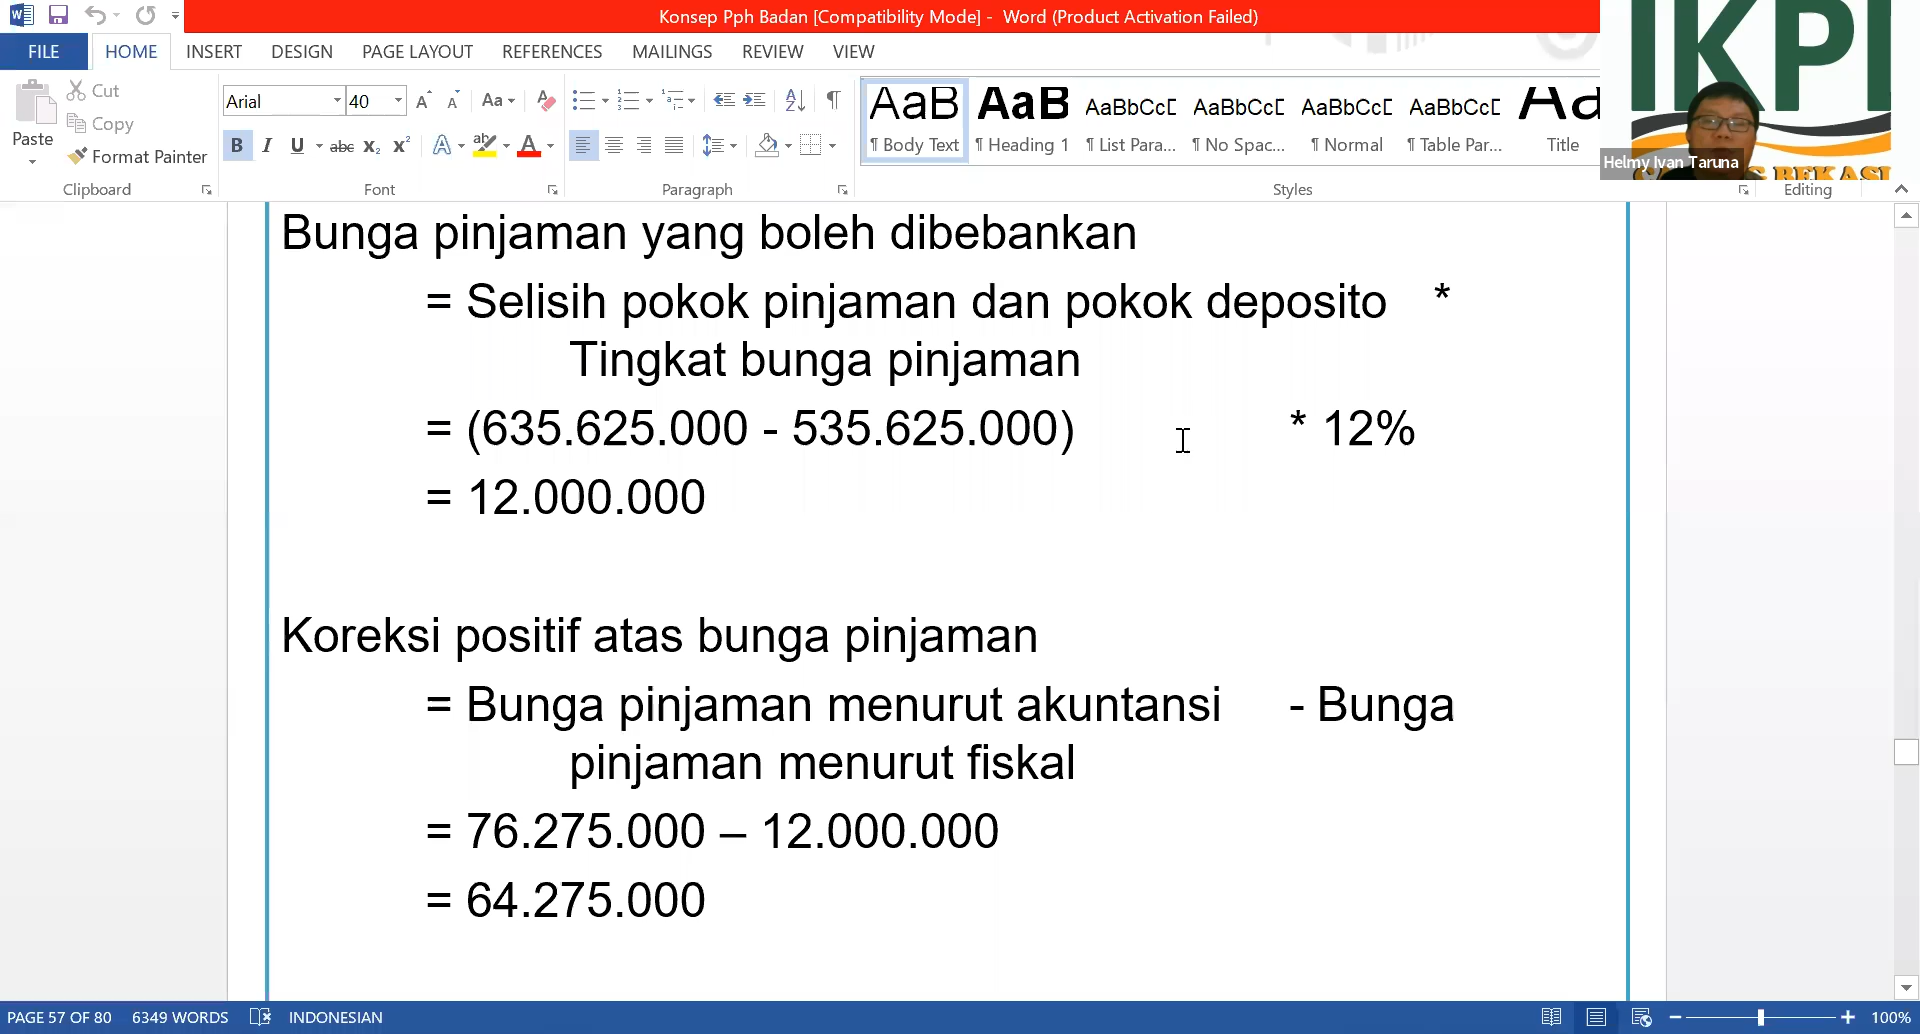 Konsep Pph Badan [Compatibility Mode] - Word (Product Activation Failed)
FILE HOME INSERT DESIGN PAGE LAYOUT REFERENCES MAILINGS REVIEW VIEW
Paste
Cut
Copy
Format Painter
Clipboard
Arial 40
Font
Paragraph
AaB AaB AaBbCcD AaBbCcD AaBbCcD AaBbCcD
¶ Body Text ¶ Heading 1 ¶ List Para... ¶ No Spac... ¶ Normal ¶ Table Par... Title
Styles
Editing
IKPI
Helmy Ivan Taruna
BEKASI
Bunga pinjaman yang boleh dibebankan
= Selisih pokok pinjaman dan pokok deposito *
Tingkat bunga pinjaman
= (635.625.000 - 535.625.000) * 12%
= 12.000.000
Koreksi positif atas bunga pinjaman
= Bunga pinjaman menurut akuntansi - Bunga
pinjaman menurut fiskal
= 76.275.000 – 12.000.000
= 64.275.000
PAGE 57 OF 80 6349 WORDS INDONESIAN 100%